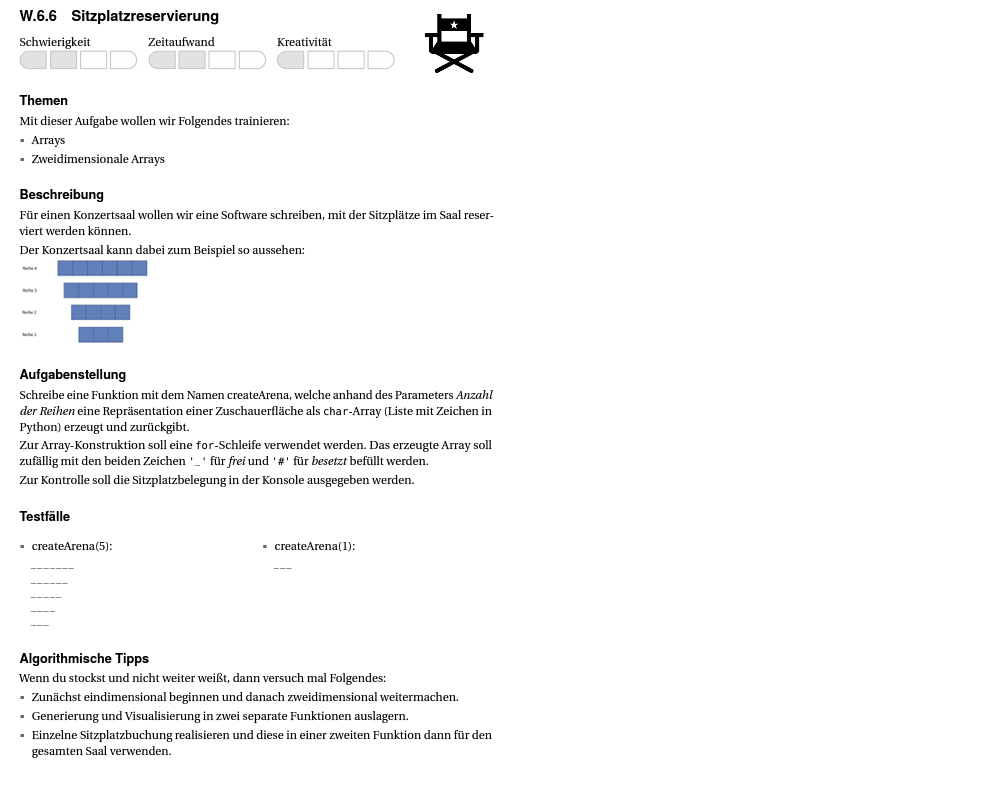 W.6.6 Sitzplatzreservierung
Schwierigkeit Zeitaufwand Kreativität
Themen
Mit dieser Aufgabe wollen wir Folgendes trainieren:
▪ Arrays
▪ Zweidimensionale Arrays
Beschreibung
Für einen Konzertsaal wollen wir eine Software schreiben, mit der Sitzplätze im Saal reser-
viert werden können.
Der Konzertsaal kann dabei zum Beispiel so aussehen:
Reihe 4
Reihe 3
Reihe 2
Reihe 1
Aufgabenstellung
Schreibe eine Funktion mit dem Namen createArena, welche anhand des Parameters Anzahl
der Reihen eine Repräsentation einer Zuschauerfläche als char-Array (Liste mit Zeichen in
Python) erzeugt und zurückgibt.
Zur Array-Konstruktion soll eine for-Schleife verwendet werden. Das erzeugte Array soll
zufällig mit den beiden Zeichen '_' für frei und '#' für besetzt befüllt werden.
Zur Kontrolle soll die Sitzplatzbelegung in der Konsole ausgegeben werden.
Testfälle
▪ createArena(5):
_______
______
_____
____
___
▪ createArena(1):
___
Algorithmische Tipps
Wenn du stockst und nicht weiter weißt, dann versuch mal Folgendes:
▪ Zunächst eindimensional beginnen und danach zweidimensional weitermachen.
▪ Generierung und Visualisierung in zwei separate Funktionen auslagern.
▪ Einzelne Sitzplatzbuchung realisieren und diese in einer zweiten Funktion dann für den
gesamten Saal verwenden.